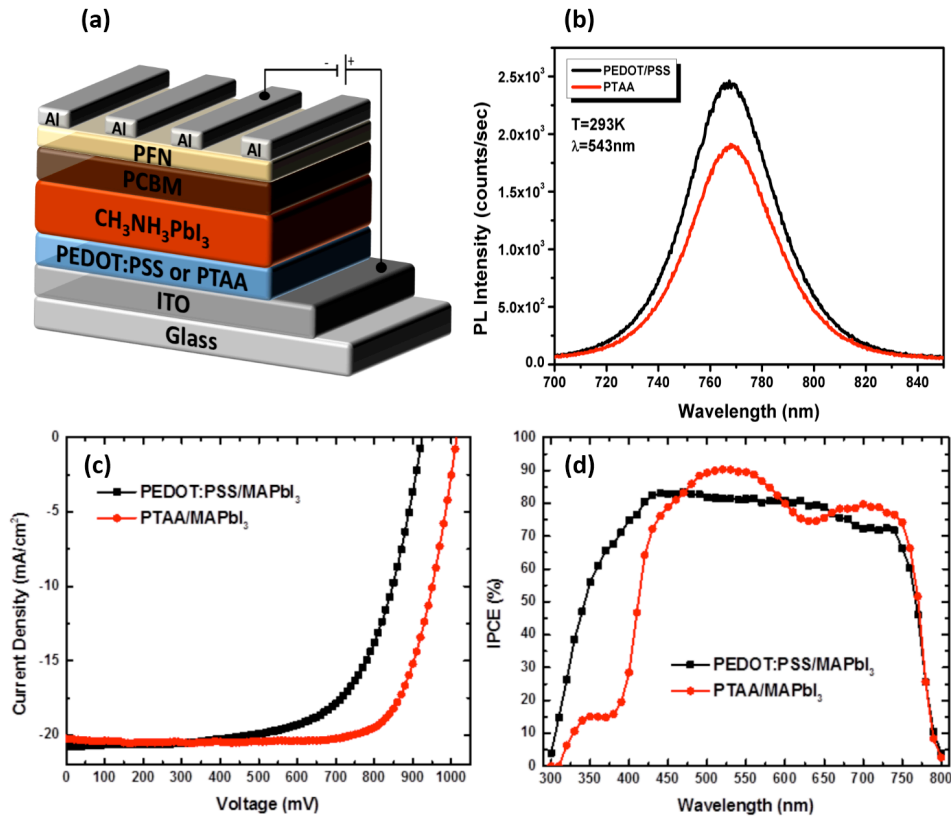 (a)
- +
Al
Al
Al
Al
PFN
PCBM
CH₃NH₃PbI₃
PEDOT:PSS or PTAA
ITO
Glass
(b)
PEDOT/PSS
PTAA
T=293K
λ=543nm
2.5x10³
2.0x10³
1.5x10³
1.0x10³
5.0x10²
0.0
700 720 740 760 780 800 820 840
PL Intensity (counts/sec)
Wavelength (nm)
(c)
PEDOT:PSS/MAPbI₃
PTAA/MAPbI₃
0
-5
-10
-15
-20
0 100 200 300 400 500 600 700 800 900 1000
Current Density (mA/cm²)
Voltage (mV)
(d)
100
90
80
70
60
50
40
30
20
10
0
300 350 400 450 500 550 600 650 700 750 800
IPCE (%)
PEDOT:PSS/MAPbI₃
PTAA/MAPbI₃
Wavelength (nm)